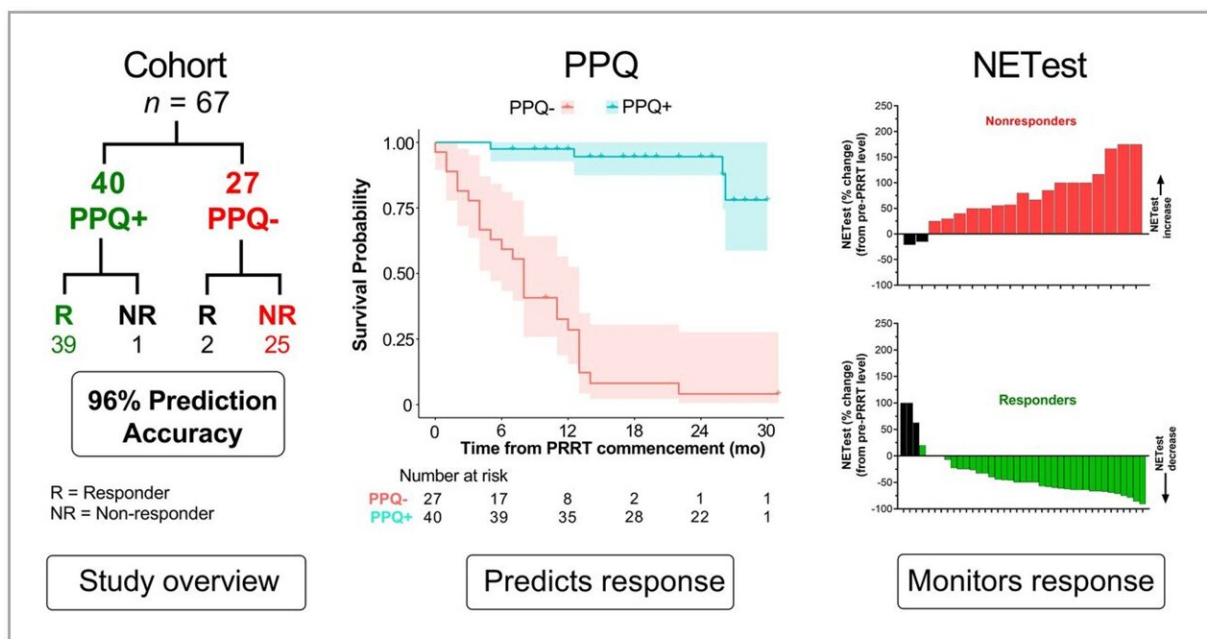 Cohort
n = 67
40
PPQ+
27
PPQ-
R
39
NR
1
R
2
NR
25
96% Prediction
Accuracy
R = Responder
NR = Non-responder
Study overview
PPQ
PPQ-
PPQ+
Survival Probability
1.00
0.75
0.50
0.25
0
0 6 12 18 24 30
Time from PRRT commencement (mo)
Number at risk
PPQ- 27 17 8 2 1 1
PPQ+ 40 39 35 28 22 1
Predicts response
NETest
NETest (% change)
(from pre-PRRT level)
250
200
150
100
50
0
-50
-100
Nonresponders
NETest
increase
NETest (% change)
(from pre-PRRT level)
250
200
150
100
50
0
-50
-100
Responders
NETest
decrease
Monitors response